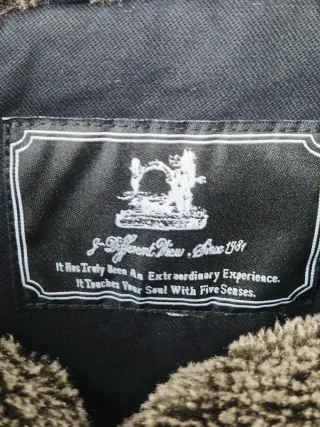 J-Different View . Since 1981
It Has Truly Been An Extraordinary Experience.
It Touches Your Soul With Five Senses.